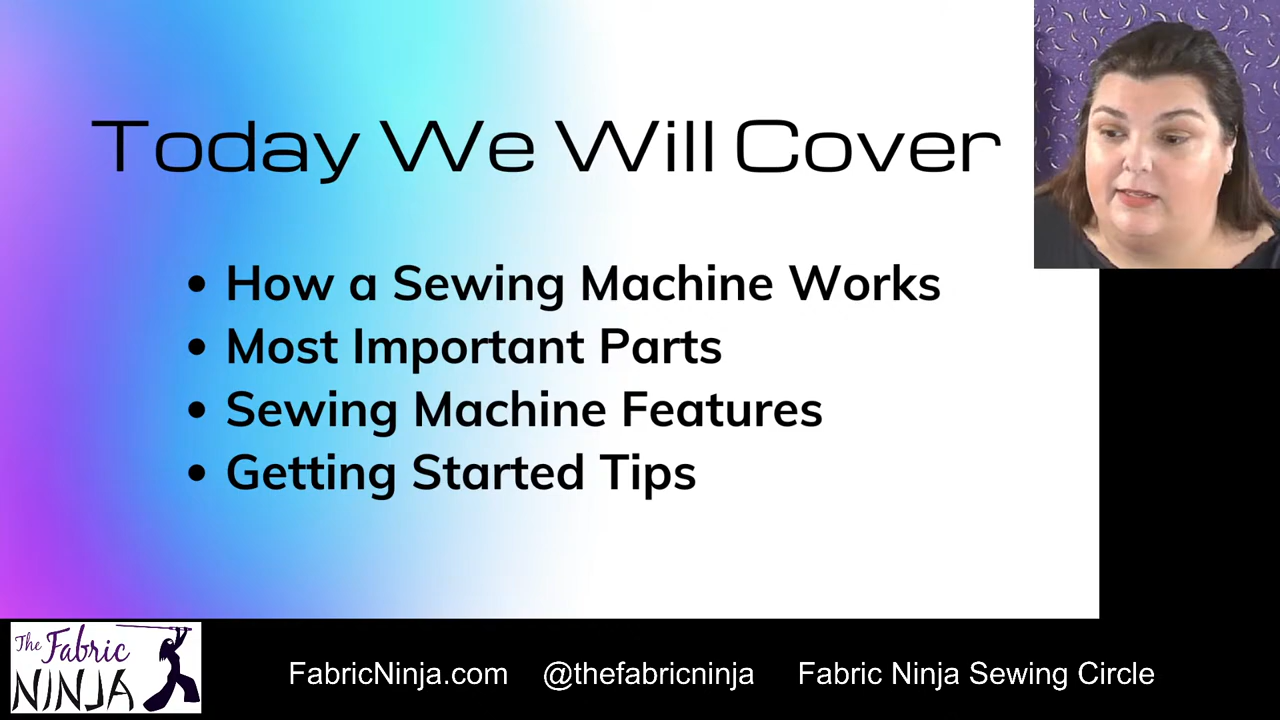 Today We Will Cover
• How a Sewing Machine Works
• Most Important Parts
• Sewing Machine Features
• Getting Started Tips
The Fabric
NINJA
FabricNinja.com @thefabricninja Fabric Ninja Sewing Circle